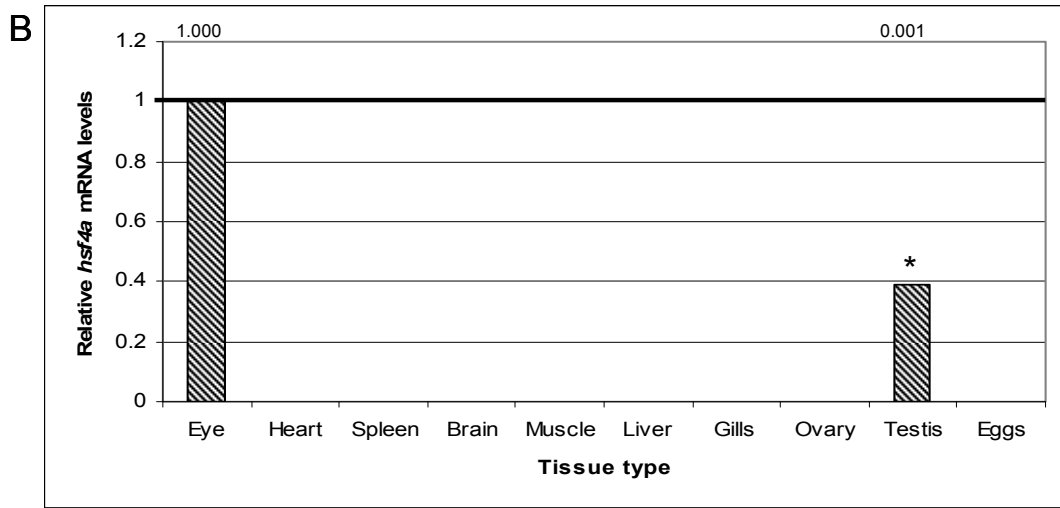 B
1.000 0.001
1.2
1
0.8
0.6
0.4
0.2
0
Relative hsf4a mRNA levels
*
Eye Heart Spleen Brain Muscle Liver Gills Ovary Testis Eggs
Tissue type